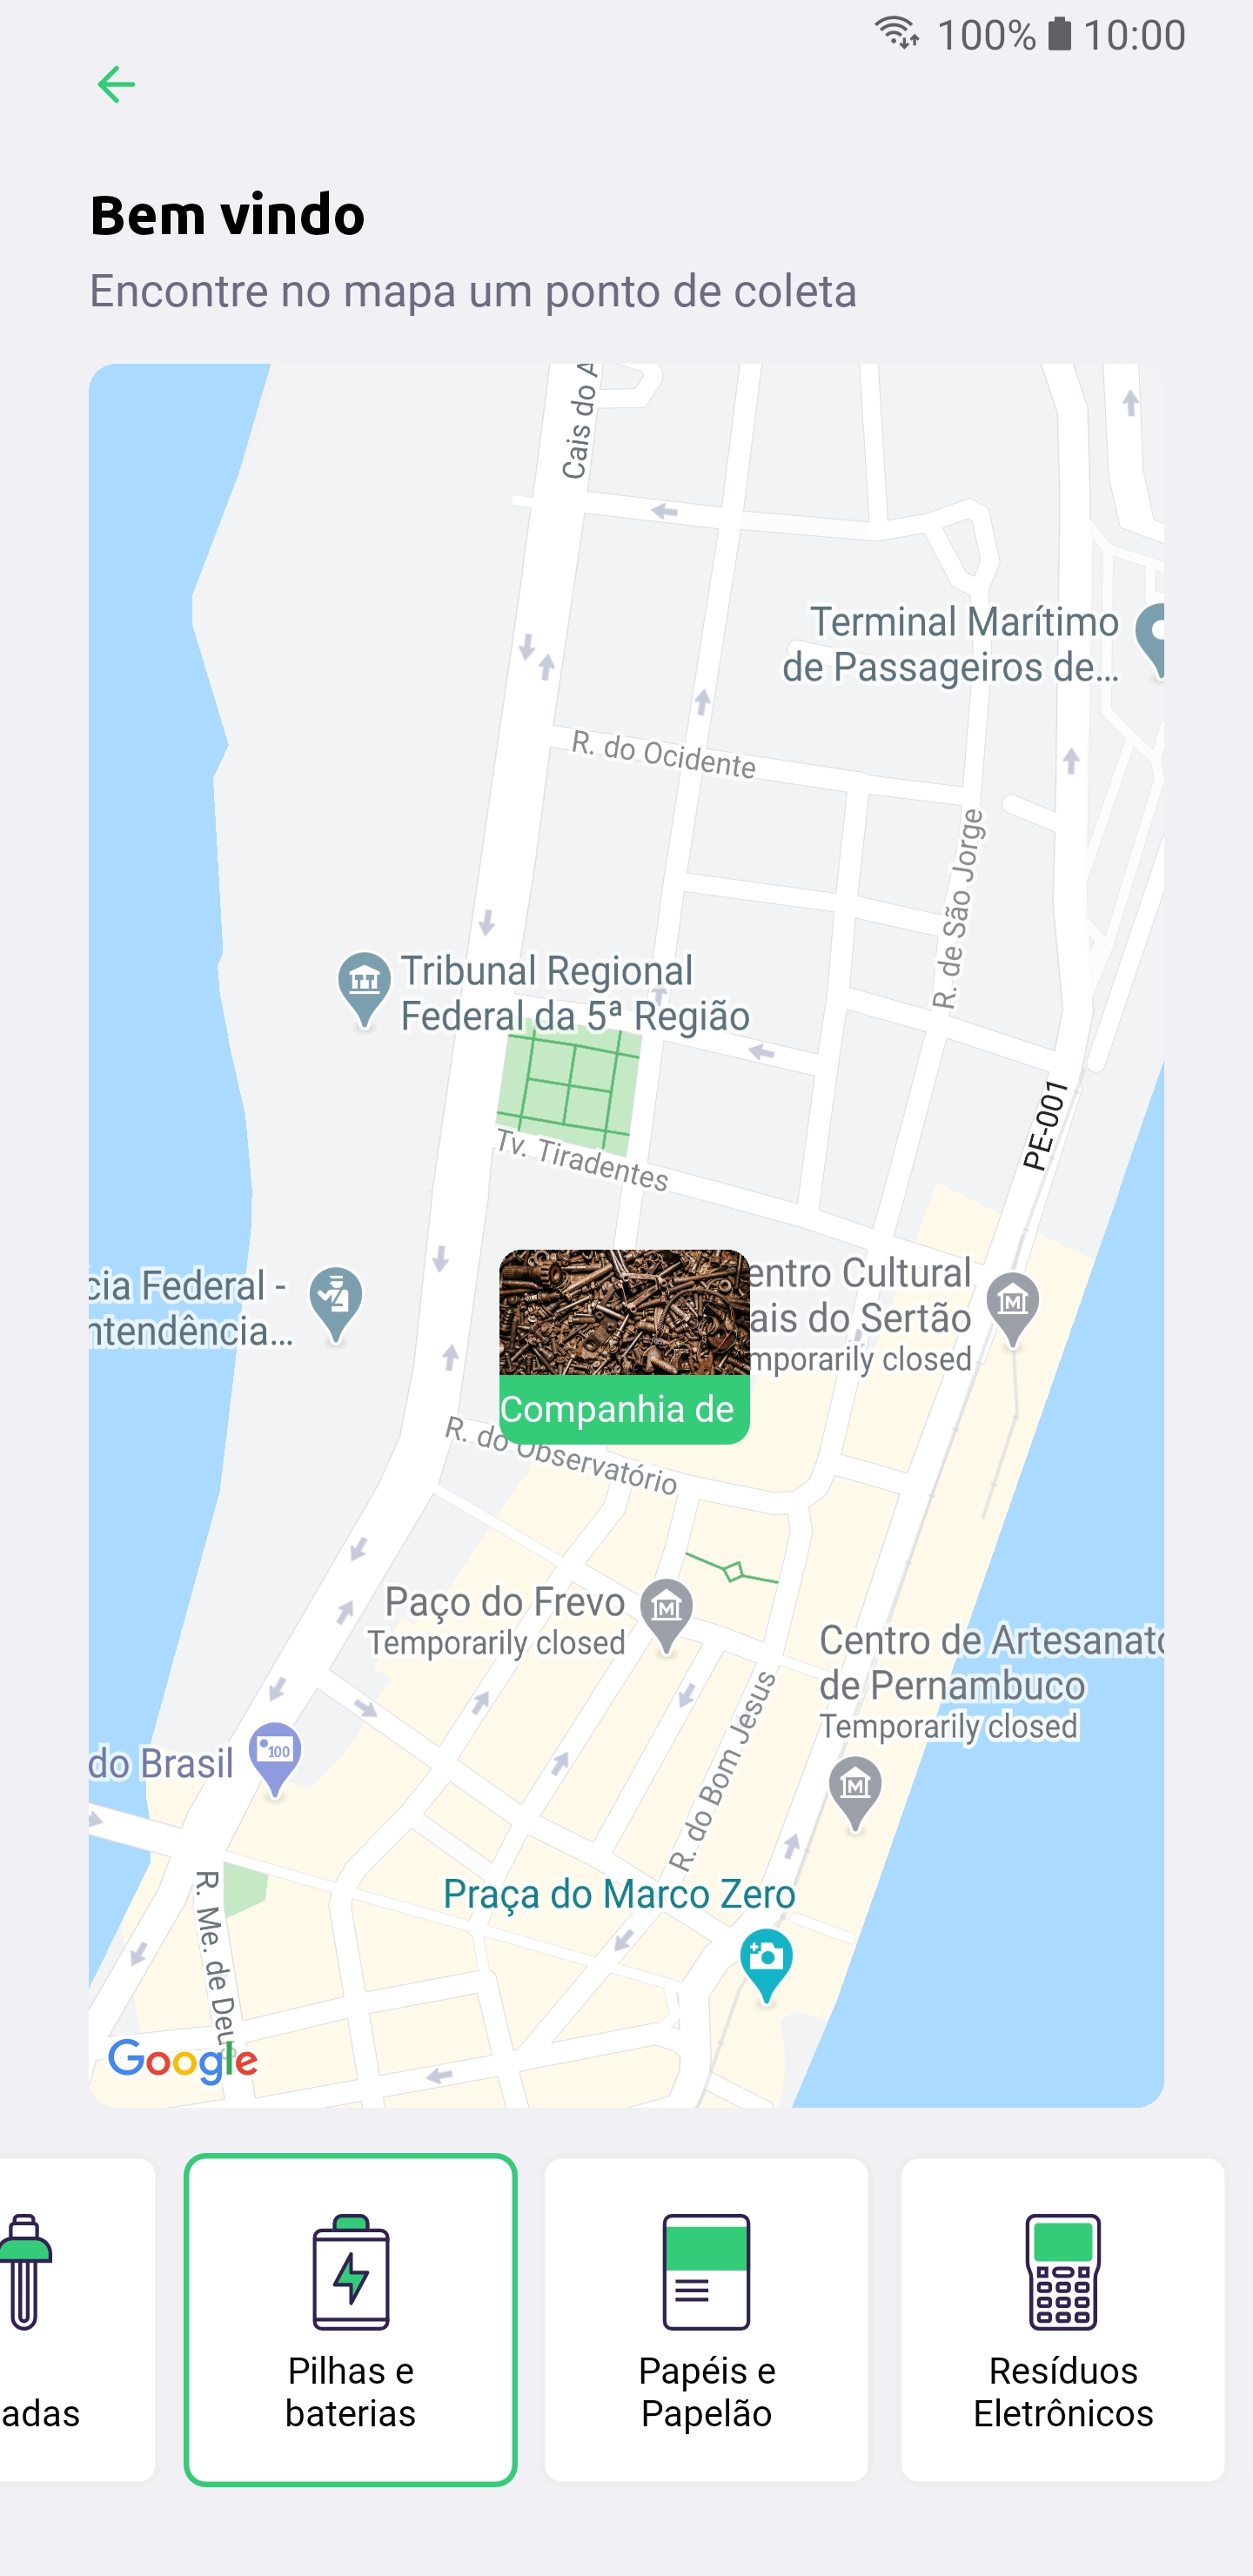 100% 10:00
Bem vindo
Encontre no mapa um ponto de coleta
Cais do A
Terminal Marítimo
de Passageiros de...
R. do Ocidente
R. de São Jorge
Tribunal Regional
Federal da 5ª Região
PE-001
Tv. Tiradentes
cia Federal -
ntendência...
entro Cultural
ais do Sertão
mporarily closed
Companhia de
R. do Observatório
Paço do Frevo
Temporarily closed
Centro de Artesanato
de Pernambuco
Temporarily closed
do Brasil
100
R. do Bom Jesus
Praça do Marco Zero
R. Me. de Deus
Google
adas
Pilhas e
baterias
Papéis e
Papelão
Resíduos
Eletrônicos